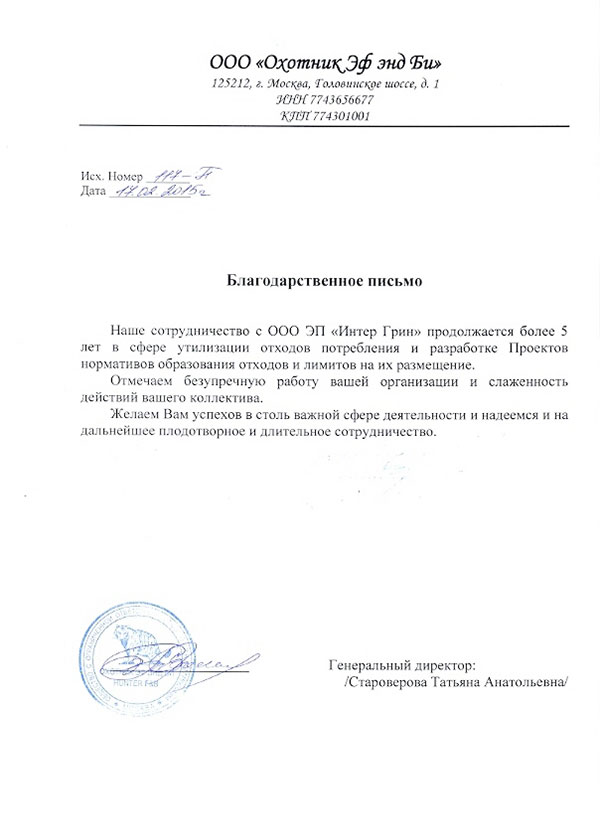 ООО «Охотник Эф энд Би»
125212, г. Москва, Головинское шоссе, д. 1
ИНН 7743656677
КПП 774301001
Исх. Номер 117-П
Дата 17.02.2015г
Благодарственное письмо
Наше сотрудничество с ООО ЭП «Интер Грин» продолжается более 5
лет в сфере утилизации отходов потребления и разработке Проектов
нормативов образования отходов и лимитов на их размещение.
Отмечаем безупречную работу вашей организации и слаженность
действий вашего коллектива.
Желаем Вам успехов в столь важной сфере деятельности и надеемся и на
дальнейшее плодотворное и длительное сотрудничество.
HUNTER F&B
Генеральный директор:
/Староверова Татьяна Анатольевна/